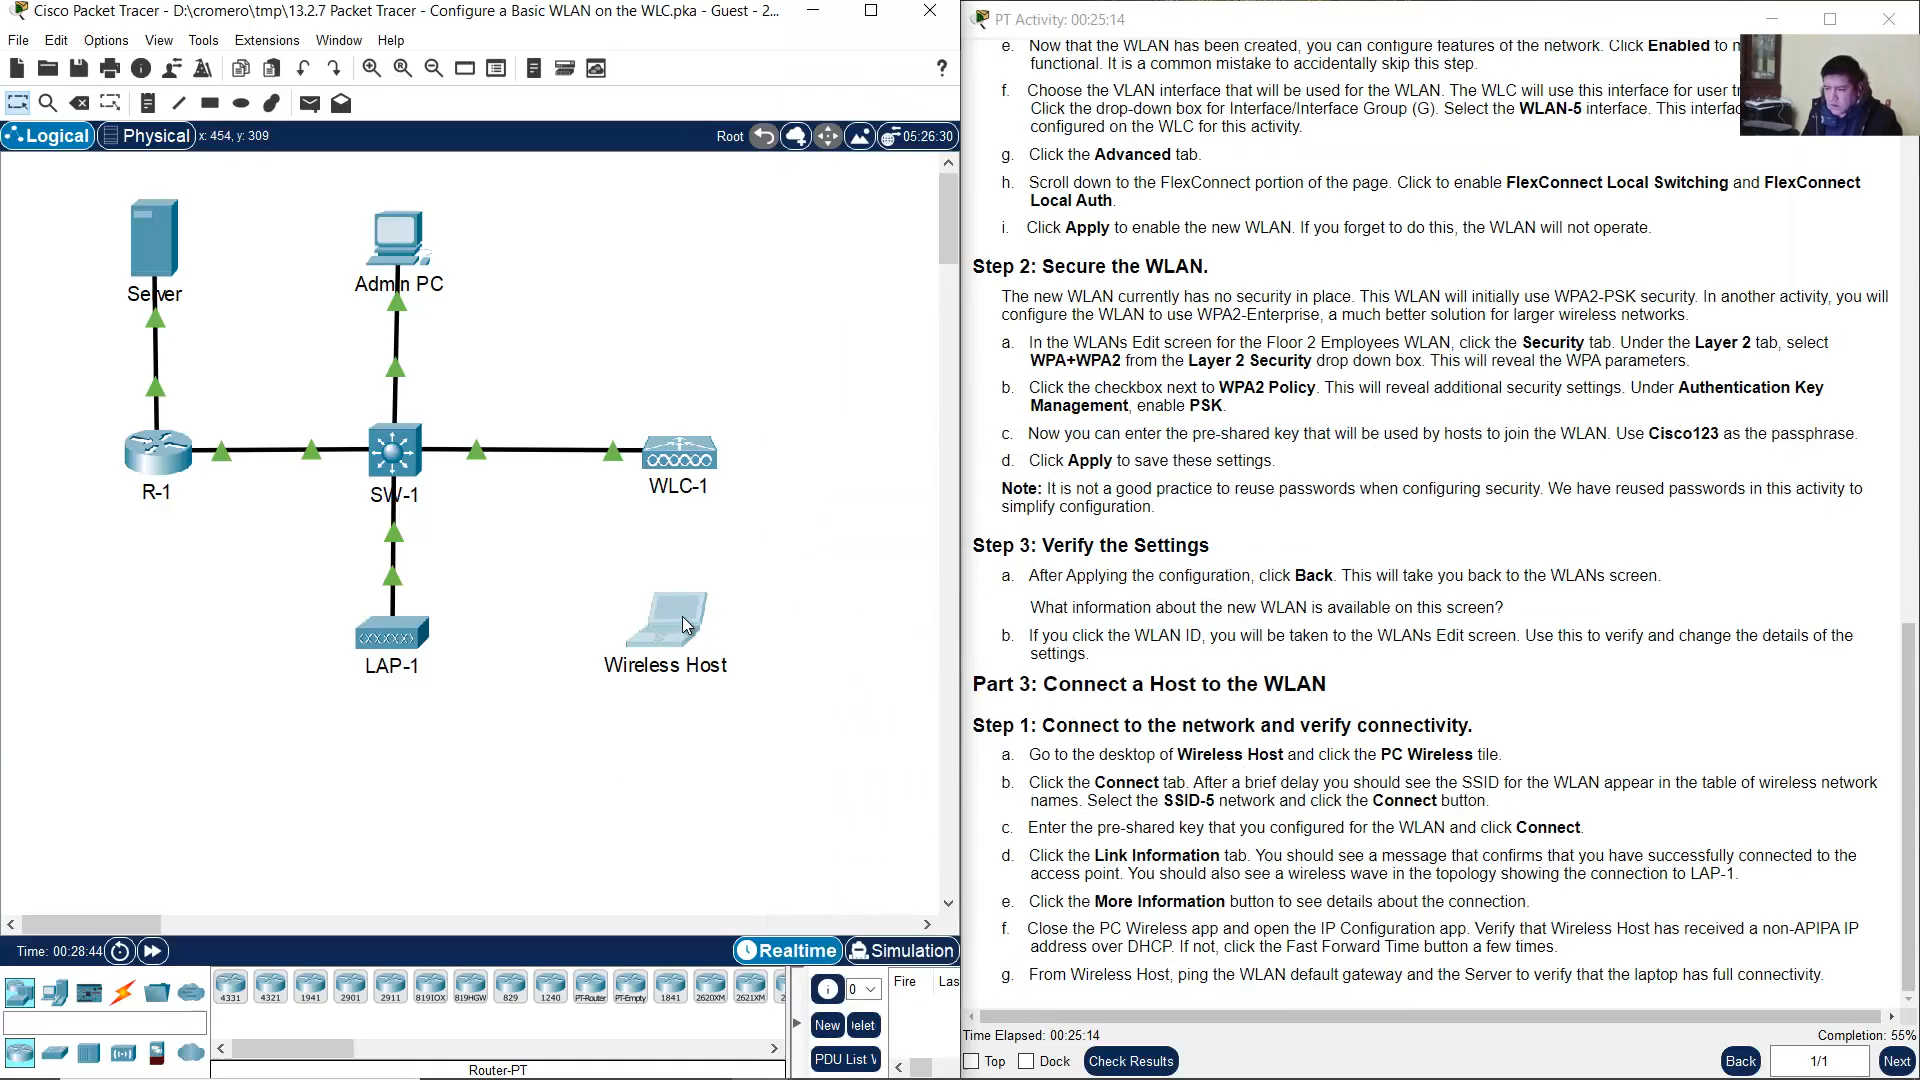 Cisco Packet Tracer - D:\cromero\tmp\13.2.7 Packet Tracer - Configure a Basic WLAN on the WLC.pka - Guest - 2...
File Edit Options View Tools Extensions Window Help
?
Logical Physical x: 454, y: 309 Root 05:26:30
Server
Admin PC
R-1
SW-1
WLC-1
LAP-1
Wireless Host
Time: 00:28:44 Realtime Simulation
4331 4321 1941 2901 2911 819IOX 819HGW 829 1240 PT-Router PT-Empty 1841 2620XM 2621XM 2
0
Fire Las
New elet
PDU List
Router-PT
PT Activity: 00:25:14
e. Now that the WLAN has been created, you can configure features of the network. Click Enabled to
functional. It is a common mistake to accidentally skip this step.
f. Choose the VLAN interface that will be used for the WLAN. The WLC will use this interface for user
Click the drop-down box for Interface/Interface Group (G). Select the WLAN-5 interface. This interfac
configured on the WLC for this activity.
g. Click the Advanced tab.
h. Scroll down to the FlexConnect portion of the page. Click to enable FlexConnect Local Switching and FlexConnect
Local Auth.
i. Click Apply to enable the new WLAN. If you forget to do this, the WLAN will not operate.
Step 2: Secure the WLAN.
The new WLAN currently has no security in place. This WLAN will initially use WPA2-PSK security. In another activity, you will
configure the WLAN to use WPA2-Enterprise, a much better solution for larger wireless networks.
a. In the WLANs Edit screen for the Floor 2 Employees WLAN, click the Security tab. Under the Layer 2 tab, select
WPA+WPA2 from the Layer 2 Security drop down box. This will reveal the WPA parameters.
b. Click the checkbox next to WPA2 Policy. This will reveal additional security settings. Under Authentication Key
Management, enable PSK.
c. Now you can enter the pre-shared key that will be used by hosts to join the WLAN. Use Cisco123 as the passphrase.
d. Click Apply to save these settings.
Note: It is not a good practice to reuse passwords when configuring security. We have reused passwords in this activity to
simplify configuration.
Step 3: Verify the Settings
a. After Applying the configuration, click Back. This will take you back to the WLANs screen.
What information about the new WLAN is available on this screen?
b. If you click the WLAN ID, you will be taken to the WLANs Edit screen. Use this to verify and change the details of the
settings.
Part 3: Connect a Host to the WLAN
Step 1: Connect to the network and verify connectivity.
a. Go to the desktop of Wireless Host and click the PC Wireless tile.
b. Click the Connect tab. After a brief delay you should see the SSID for the WLAN appear in the table of wireless network
names. Select the SSID-5 network and click the Connect button.
c. Enter the pre-shared key that you configured for the WLAN and click Connect.
d. Click the Link Information tab. You should see a message that confirms that you have successfully connected to the
access point. You should also see a wireless wave in the topology showing the connection to LAP-1.
e. Click the More Information button to see details about the connection.
f. Close the PC Wireless app and open the IP Configuration app. Verify that Wireless Host has received a non-APIPA IP
address over DHCP. If not, click the Fast Forward Time button a few times.
g. From Wireless Host, ping the WLAN default gateway and the Server to verify that the laptop has full connectivity.
Time Elapsed: 00:25:14 Completion: 55%
Top Dock Check Results Back 1/1 Next